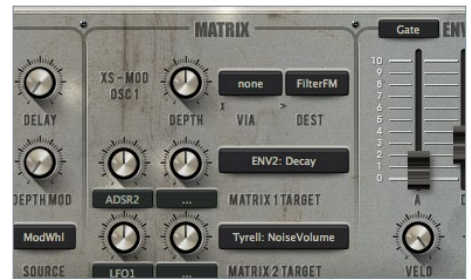 MATRIX
Gate
ENV
XS - MOD
OSC 1
none
FilterFM
10
9
8
7
6
5
4
3
2
1
0
DELAY
DEPTH
x
VIA
>
DEST
ENV2: Decay
DEPTH MOD
ADSR2
...
MATRIX 1 TARGET
A
ModWhl
Tyrell: NoiseVolume
SOURCE
LFO1
...
MATRIX 2 TARGET
VELO